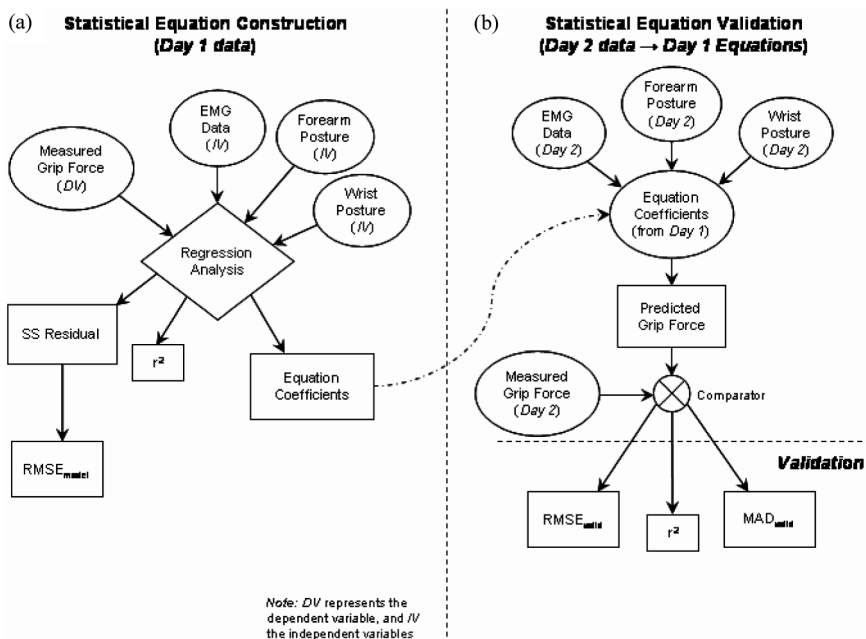 (a)
Statistical Equation Construction
(Day 1 data)
EMG
Data
(IV)
Forearm
Posture
(IV)
Measured
Grip Force
(DV)
Wrist
Posture
(IV)
Regression
Analysis
SS Residual
r²
Equation
Coefficients
RMSEmodel
Note: DV represents the
dependent variable, and IV
the independent variables
(b)
Statistical Equation Validation
(Day 2 data → Day 1 Equations)
Forearm
Posture
(Day 2)
EMG
Data
(Day 2)
Wrist
Posture
(Day 2)
Equation
Coefficients
(from Day 1)
Predicted
Grip Force
Measured
Grip Force
(Day 2)
Comparator
Validation
RMSEvalid
r²
MADvalid